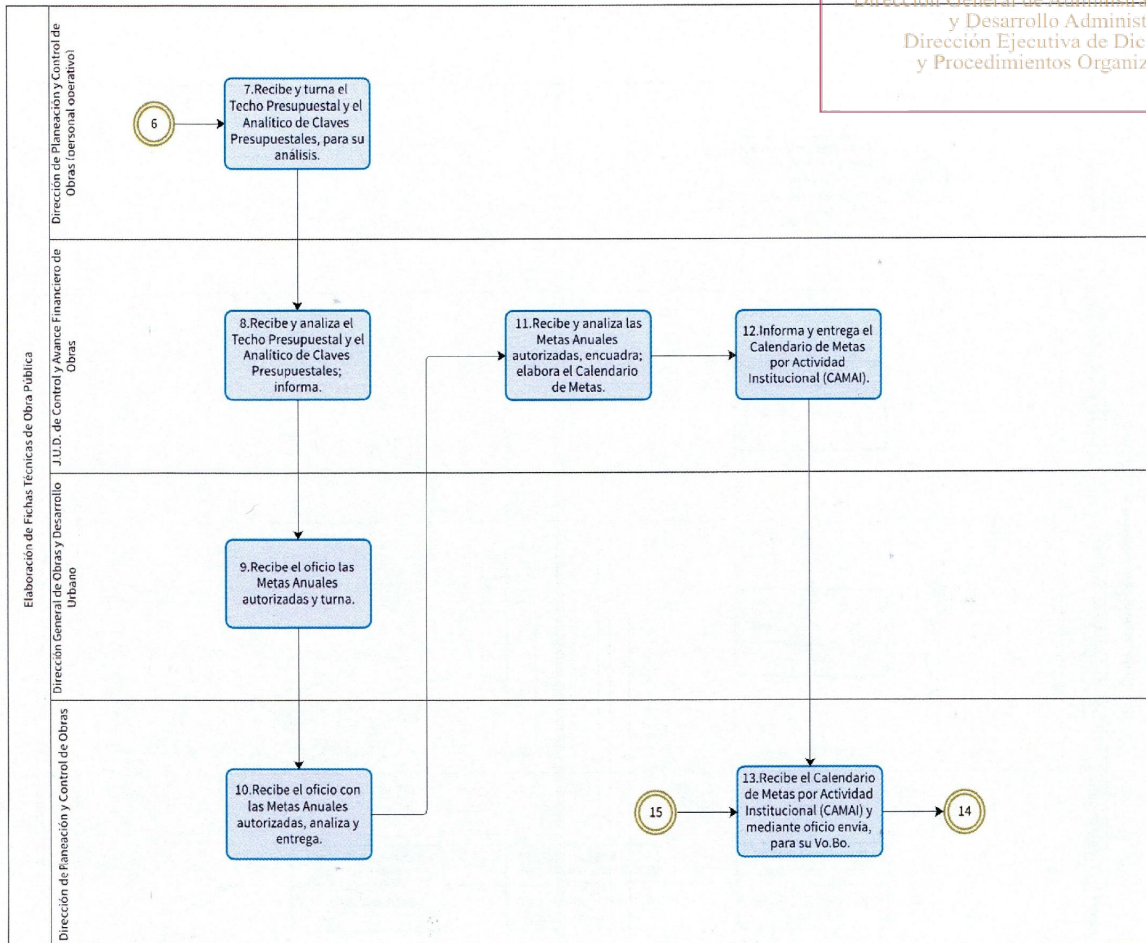 Dirección General de Administra
y Desarrollo Administ
Dirección Ejecutiva de Dic
y Procedimientos Organiz
Elaboración de Fichas Técnicas de Obra Pública
Dirección de Planeación y Control de
Obras (personal operativo)
6
7.Recibe y turna el
Techo Presupuestal y el
Analítico de Claves
Presupuestales, para su
análisis.
J.U.D. de Control y Avance Financiero de
Obras
8.Recibe y analiza el
Techo Presupuestal y el
Analítico de Claves
Presupuestales;
informa.
11.Recibe y analiza las
Metas Anuales
autorizadas, encuadra;
elabora el Calendario
de Metas.
12.Informa y entrega el
Calendario de Metas
por Actividad
Institucional (CAMAI).
Dirección General de Obras y Desarrollo
Urbano
9.Recibe el oficio las
Metas Anuales
autorizadas y turna.
Dirección de Planeación y Control de Obras
10.Recibe el oficio con
las Metas Anuales
autorizadas, analiza y
entrega.
15
13.Recibe el Calendario
de Metas por Actividad
Institucional (CAMAI) y
mediante oficio envía,
para su Vo.Bo.
14